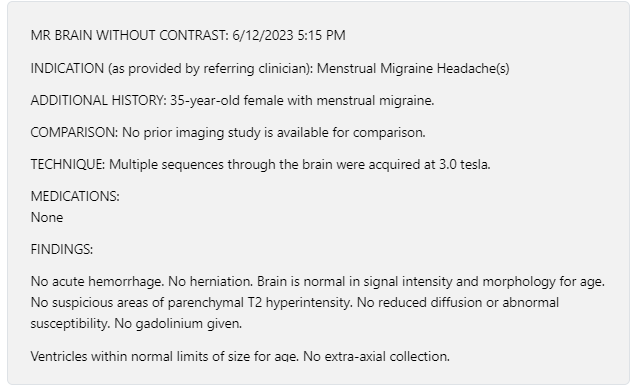 MR BRAIN WITHOUT CONTRAST: 6/12/2023 5:15 PM
INDICATION (as provided by referring clinician): Menstrual Migraine Headache(s)
ADDITIONAL HISTORY: 35-year-old female with menstrual migraine.
COMPARISON: No prior imaging study is available for comparison.
TECHNIQUE: Multiple sequences through the brain were acquired at 3.0 tesla.
MEDICATIONS:
None
FINDINGS:
No acute hemorrhage. No herniation. Brain is normal in signal intensity and morphology for age.
No suspicious areas of parenchymal T2 hyperintensity. No reduced diffusion or abnormal
susceptibility. No gadolinium given.
Ventricles within normal limits of size for age. No extra-axial collection.